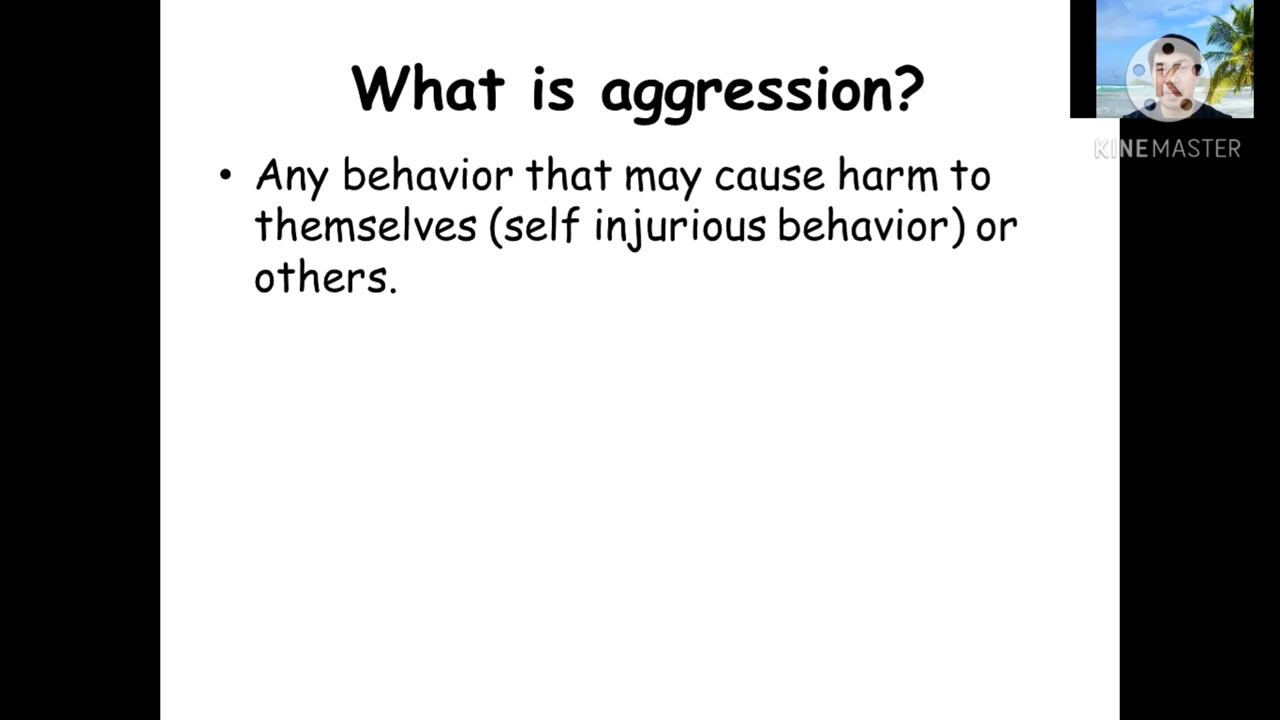 What is aggression?
• Any behavior that may cause harm to
themselves (self injurious behavior) or
others.
KINEMASTER